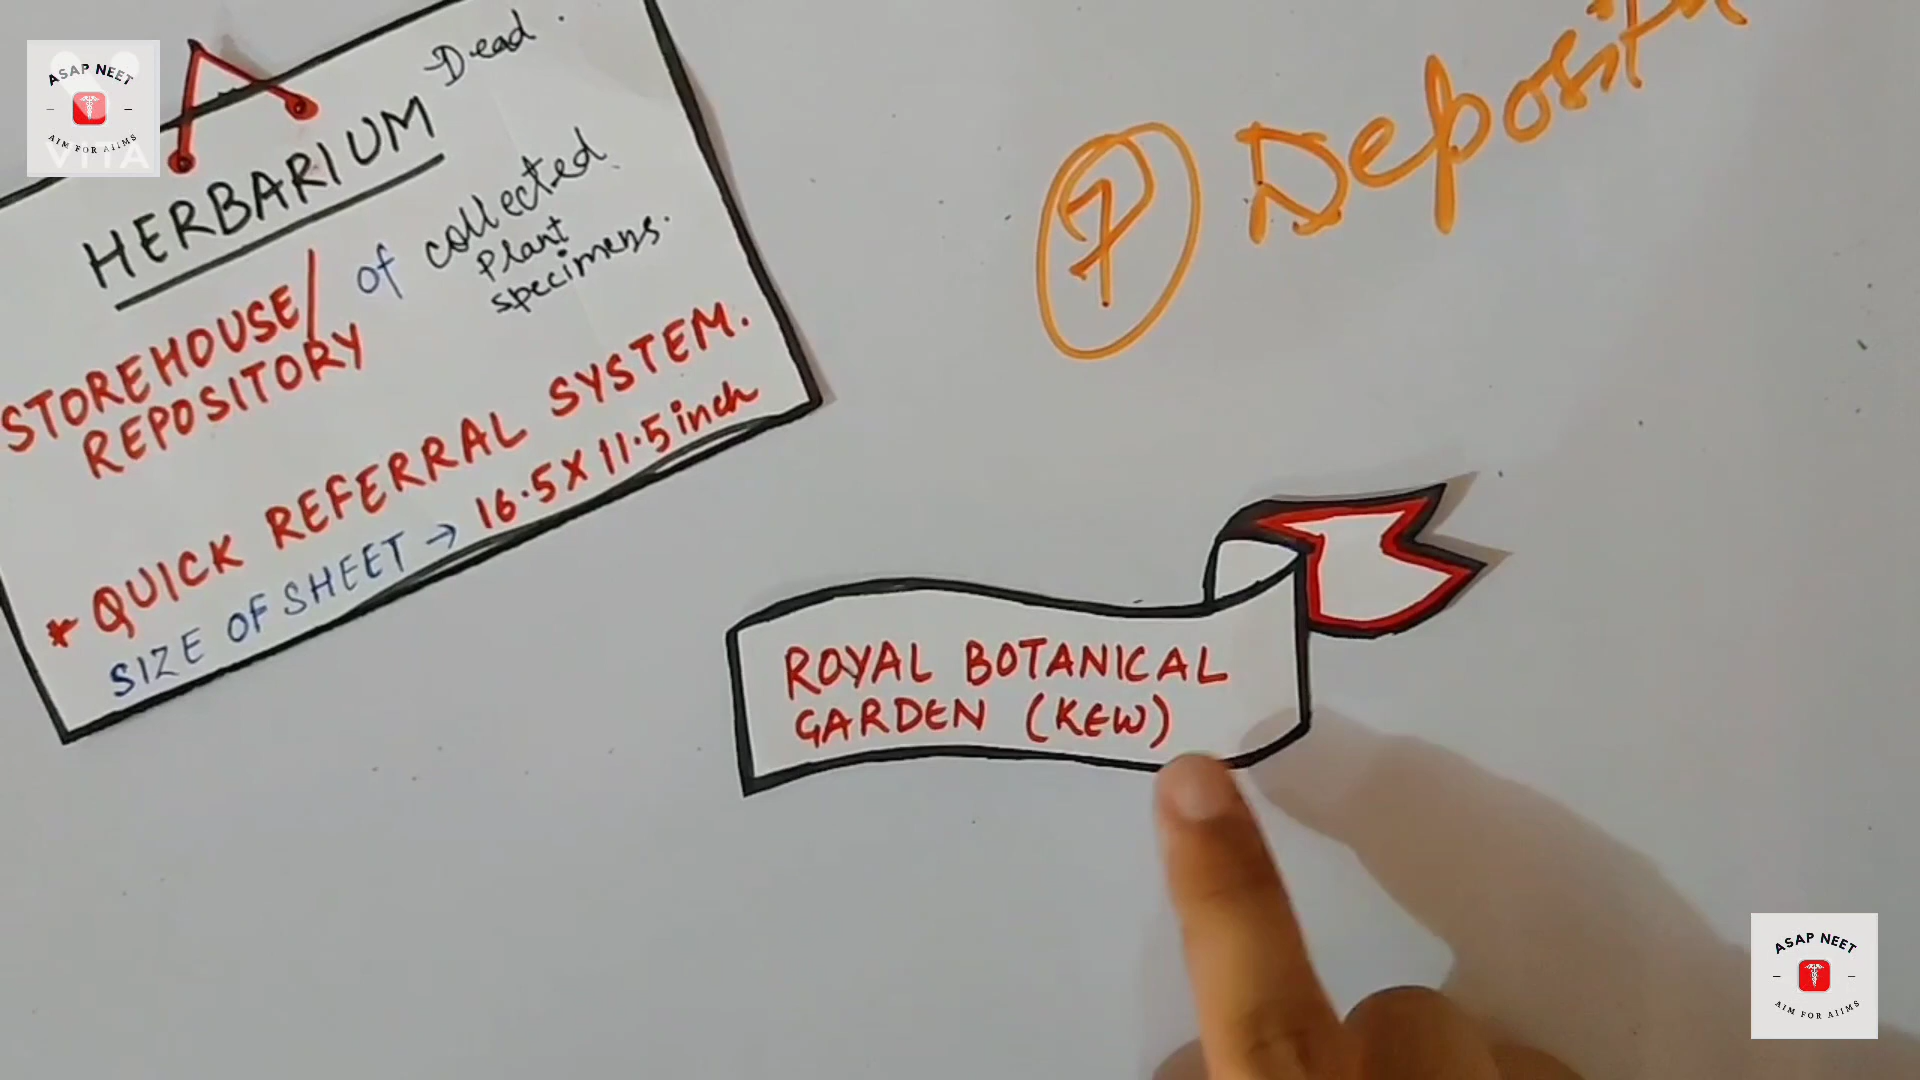 ASAP NEET
AIM FOR AIIMS
VITA
Dead.
HERBARIUM
STOREHOUSE/
REPOSITORY
of collected
plant
specimens.
* QUICK REFERRAL SYSTEM.
SIZE OF SHEET → 16.5 X 11.5 inch
7
ROYAL BOTANICAL
GARDEN (KEW)
ASAP NEET
AIM FOR AIIMS